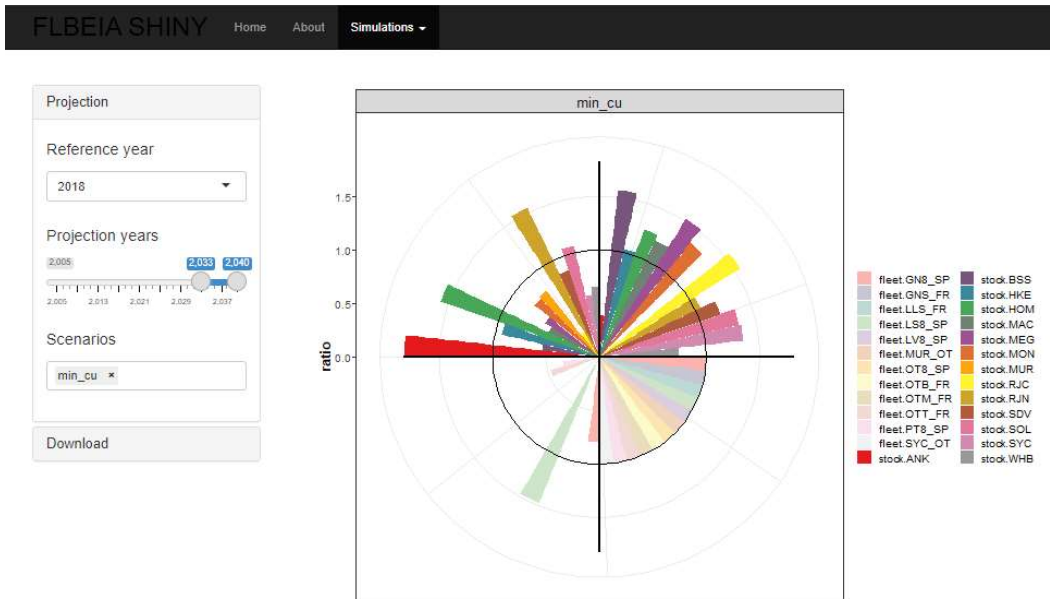 FLBEIA SHINY Home About Simulations
Projection
Reference year
2018
Projection years
2,005 2,033 2,040
2,005 2,013 2,021 2,029 2,037
Scenarios
min_cu ×
Download
min_cu
1.5
1.0
0.5
0.0
ratio
fleet.GN8_SP stock.BSS
fleet.GNS_FR stock.HKE
fleet.LLS_FR stock.HOM
fleet.LS8_SP stock.MAC
fleet.LV8_SP stock.MEG
fleet.MUR_OT stock.MON
fleet.OT8_SP stock.MUR
fleet.OTB_FR stock.RJC
fleet.OTM_FR stock.RJN
fleet.OTT_FR stock.SDV
fleet.PT8_SP stock.SOL
fleet.SYC_OT stock.SYC
stock.ANK stock.WHB